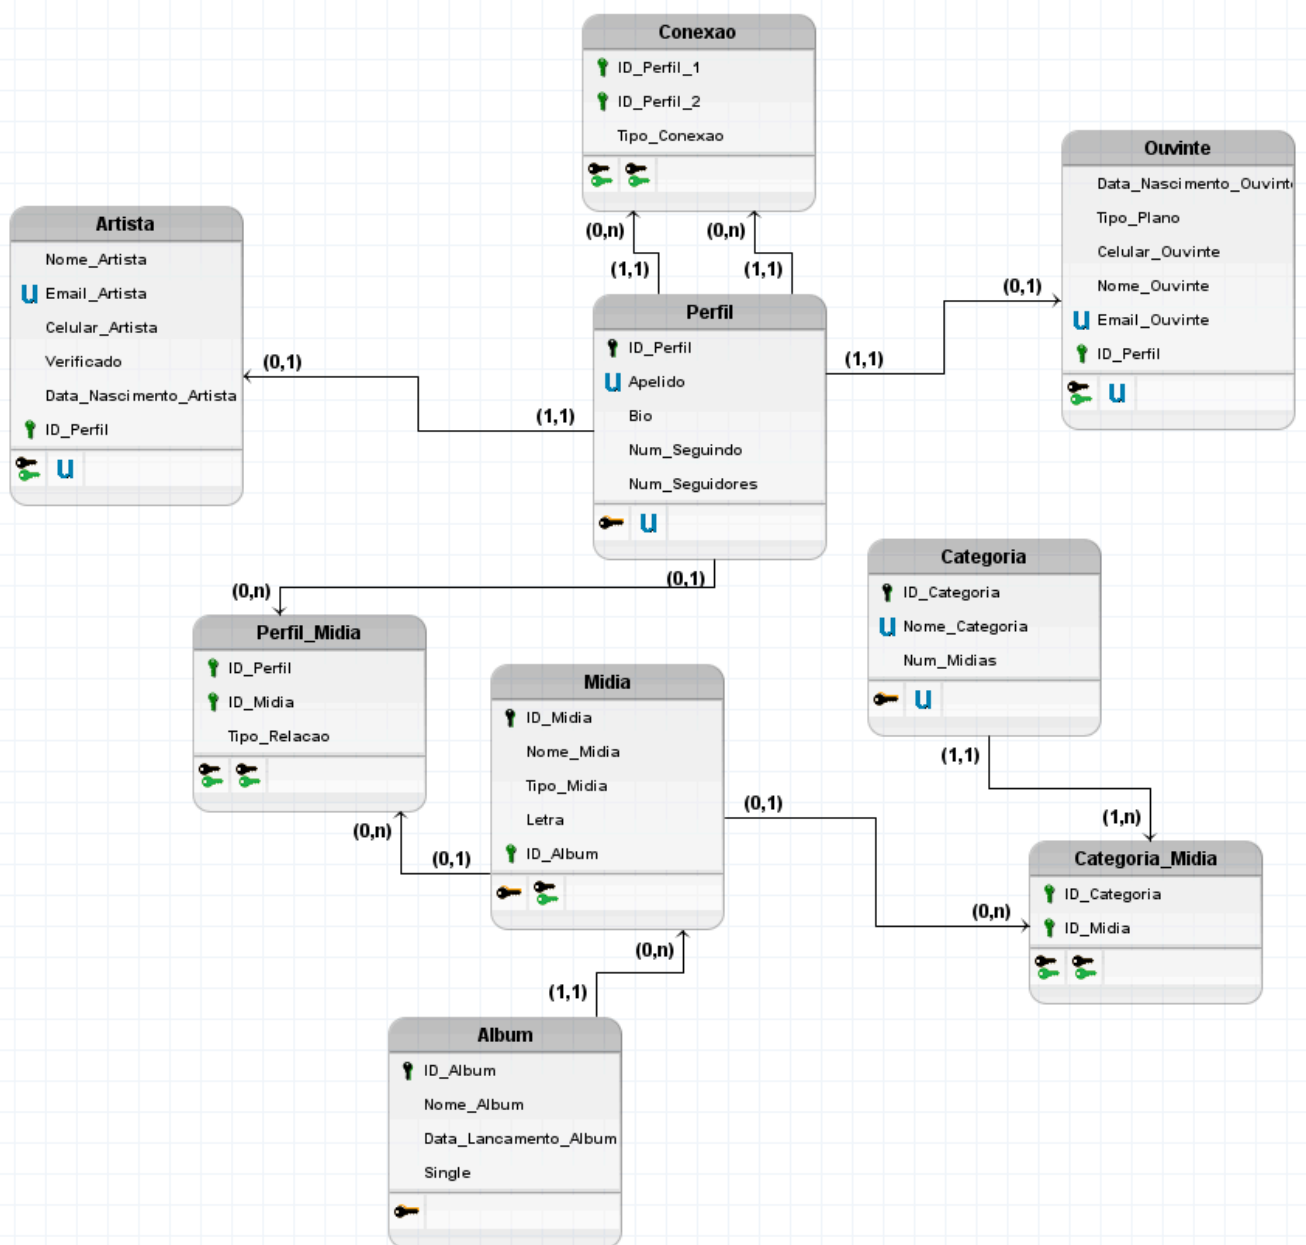 Conexao
ID_Perfil_1
ID_Perfil_2
Tipo_Conexao
(0,n)
(0,n)
(1,1)
(1,1)
Ouvinte
Data_Nascimento_Ouvint
Tipo_Plano
Celular_Ouvinte
Nome_Ouvinte
U Email_Ouvinte
ID_Perfil
U
(0,1)
(1,1)
Artista
Nome_Artista
U Email_Artista
Celular_Artista
Verificado
Data_Nascimento_Artista
ID_Perfil
U
(0,1)
(1,1)
Perfil
ID_Perfil
U Apelido
Bio
Num_Seguindo
Num_Seguidores
U
(0,1)
(0,n)
Perfil_Midia
ID_Perfil
ID_Midia
Tipo_Relacao
(0,n)
(0,1)
Midia
ID_Midia
Nome_Midia
Tipo_Midia
Letra
ID_Album
(0,1)
(0,n)
Categoria
ID_Categoria
U Nome_Categoria
Num_Midias
U
(1,1)
(1,n)
Categoria_Midia
ID_Categoria
ID_Midia
(0,n)
(1,1)
Album
ID_Album
Nome_Album
Data_Lancamento_Album
Single